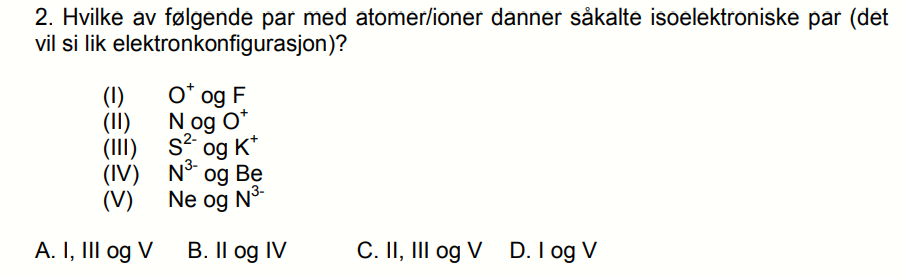 2. Hvilke av følgende par med atomer/ioner danner såkalte isoelektroniske par (det
vil si lik elektronkonfigurasjon)?
(I) O⁺ og F
(II) N og O⁺
(III) S²⁻ og K⁺
(IV) N³⁻ og Be
(V) Ne og N³⁻
A. I, III og V B. II og IV C. II, III og V D. I og V